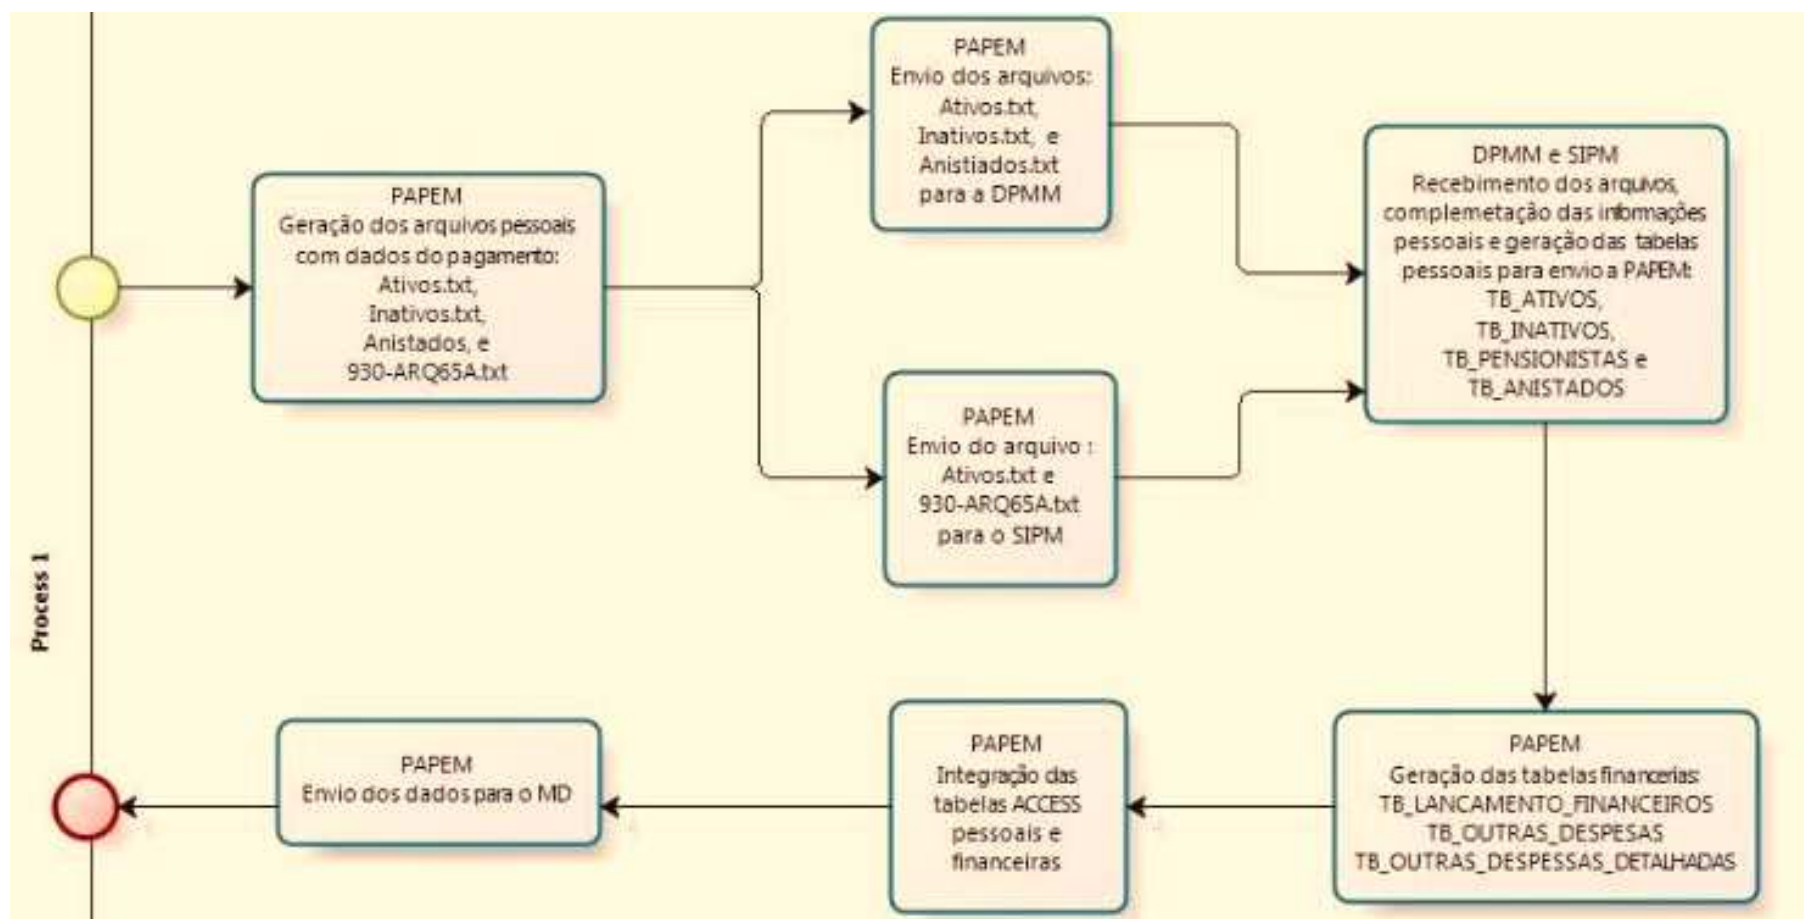 PAPEM
Geração dos arquivos pessoais
com dados do pagamento:
Ativos.txt,
Inativos.txt,
Anistados, e
930-ARQ65A.txt
PAPEM
Envio dos arquivos:
Ativos.txt,
Inativos.txt, e
Anistiados.txt
para a DPMM
PAPEM
Envio do arquivo :
Ativos.txt e
930-ARQ65A.txt
para o SIPM
DPMM e SIPM
Recebimento dos arquivos,
complemetação das informações
pessoais e geração das tabelas
pessoais para envio a PAPEM:
TB_ATIVOS,
TB_INATIVOS,
TB_PENSIONISTAS e
TB_ANISTADOS
PAPEM
Geração das tabelas financerias:
TB_LANCAMENTO_FINANCEIROS
TB_OUTRAS_DESPESAS
TB_OUTRAS_DESPESSAS_DETALHADAS
PAPEM
Integração das
tabelas ACCESS
pessoais e
financeiras
PAPEM
Envio dos dados para o MD
Process 1